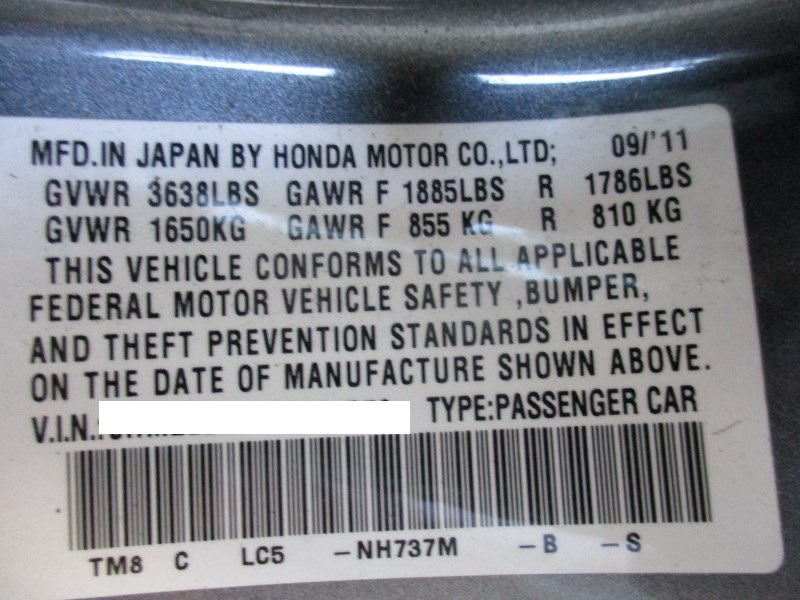 MFD.IN JAPAN BY HONDA MOTOR CO.,LTD; 09/'11
GVWR 3638LBS GAWR F 1885LBS R 1786LBS
GVWR 1650KG GAWR F 855 KG R 810 KG
THIS VEHICLE CONFORMS TO ALL APPLICABLE
FEDERAL MOTOR VEHICLE SAFETY ,BUMPER,
AND THEFT PREVENTION STANDARDS IN EFFECT
ON THE DATE OF MANUFACTURE SHOWN ABOVE.
V.I.N.: TYPE:PASSENGER CAR
TM8 C LC5 -NH737M -B -S